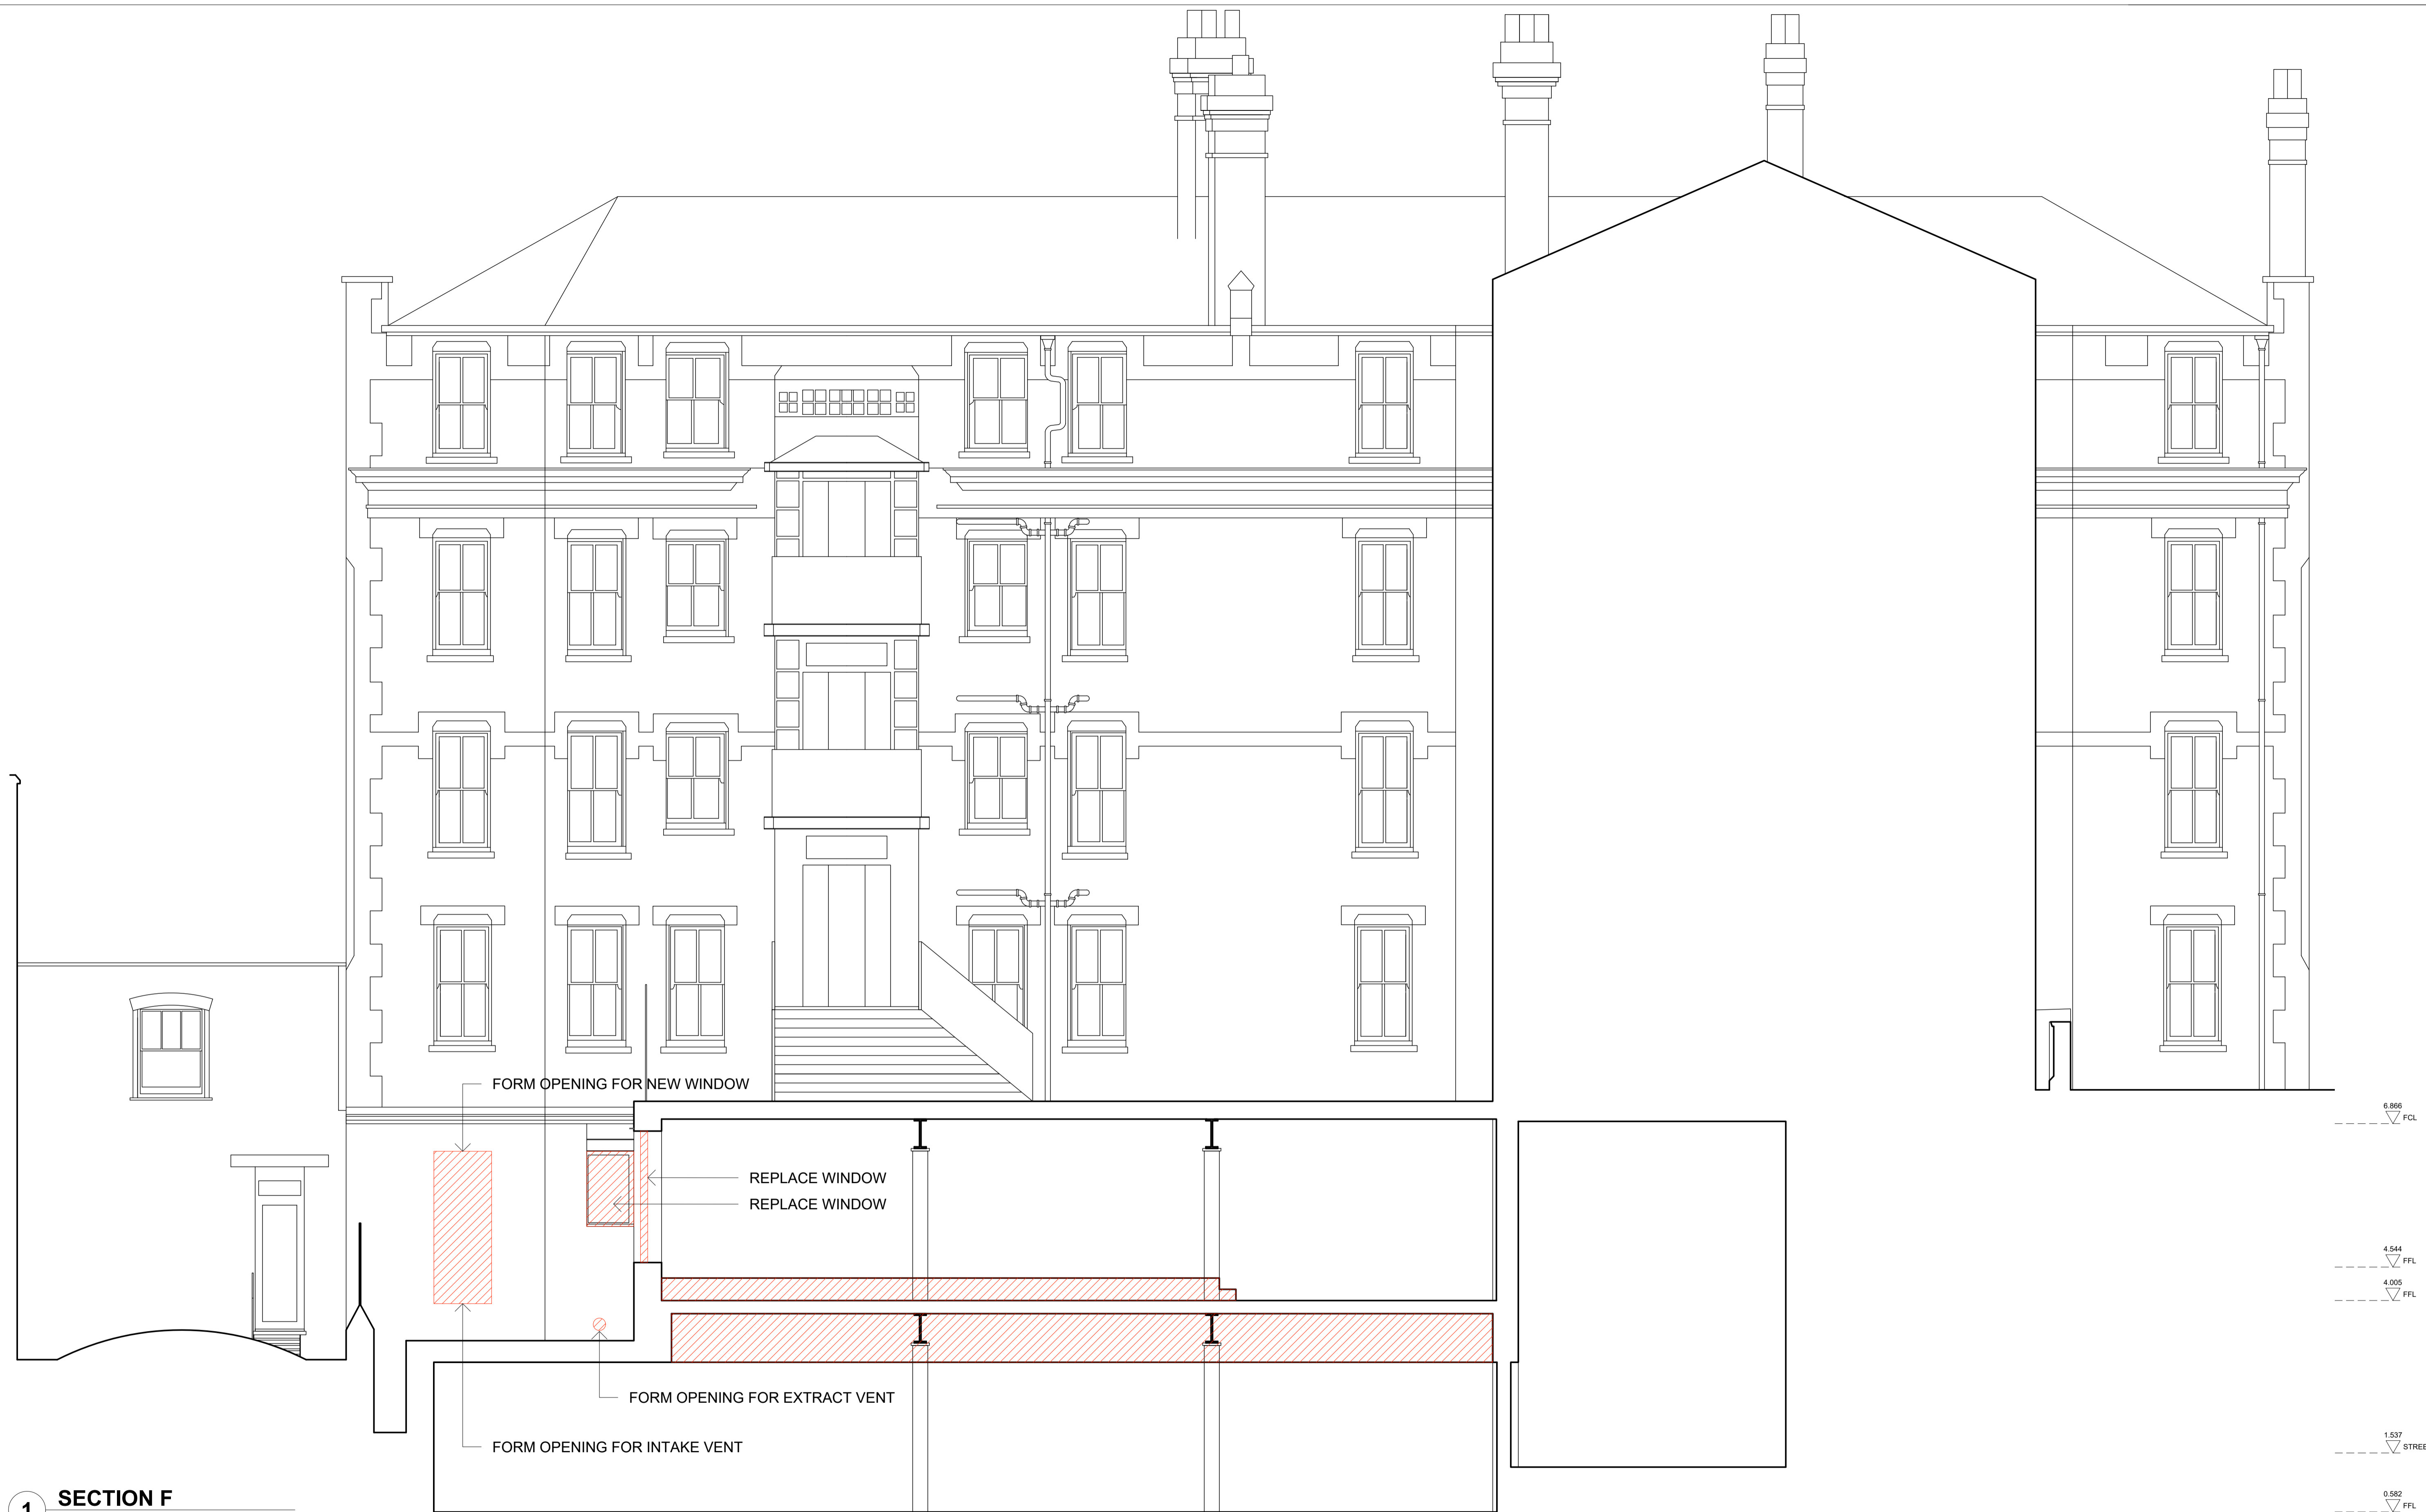 FORM OPENING FOR NEW WINDOW
6.866
FCL
REPLACE WINDOW
REPLACE WINDOW
4.544
FFL
4.005
FFL
FORM OPENING FOR EXTRACT VENT
FORM OPENING FOR INTAKE VENT
1.537
STREE
1 SECTION F
0.582
FFL